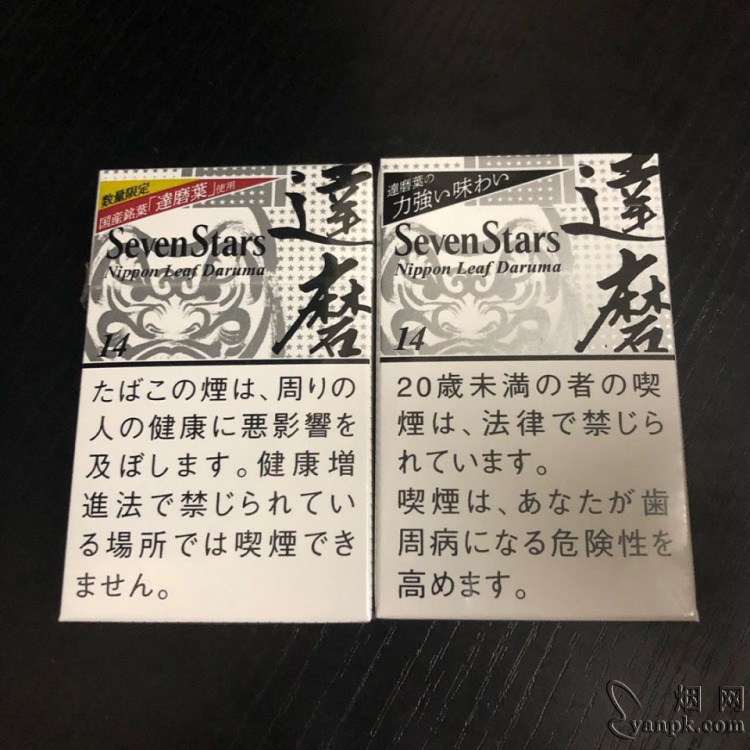 数量限定
国産銘葉「達磨葉」使用
SevenStars
Nippon Leaf Daruma
14
達磨
たばこの煙は、周りの
人の健康に悪影響を
及ぼします。健康増
進法で禁じられてい
る場所では喫煙でき
ません。
達磨葉の
力強い味わい
SevenStars
Nippon Leaf Daruma
14
達磨
20歳未満の者の喫
煙は、法律で禁じら
れています。
喫煙は、あなたが歯
周病になる危険性を
高めます。
烟网
yanpk.com